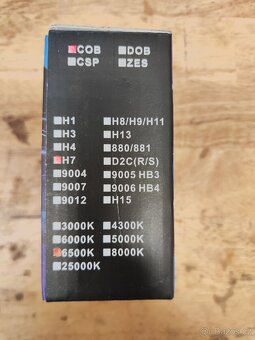 COB DOB
CSP ZES
H1 H8/H9/H11
H3 H13
H4 880/881
H7 D2C(R/S)
9004 9005 HB3
9007 9006 HB4
9012 H15
3000K 4300K
6000K 5000K
6500K 8000K
25000K